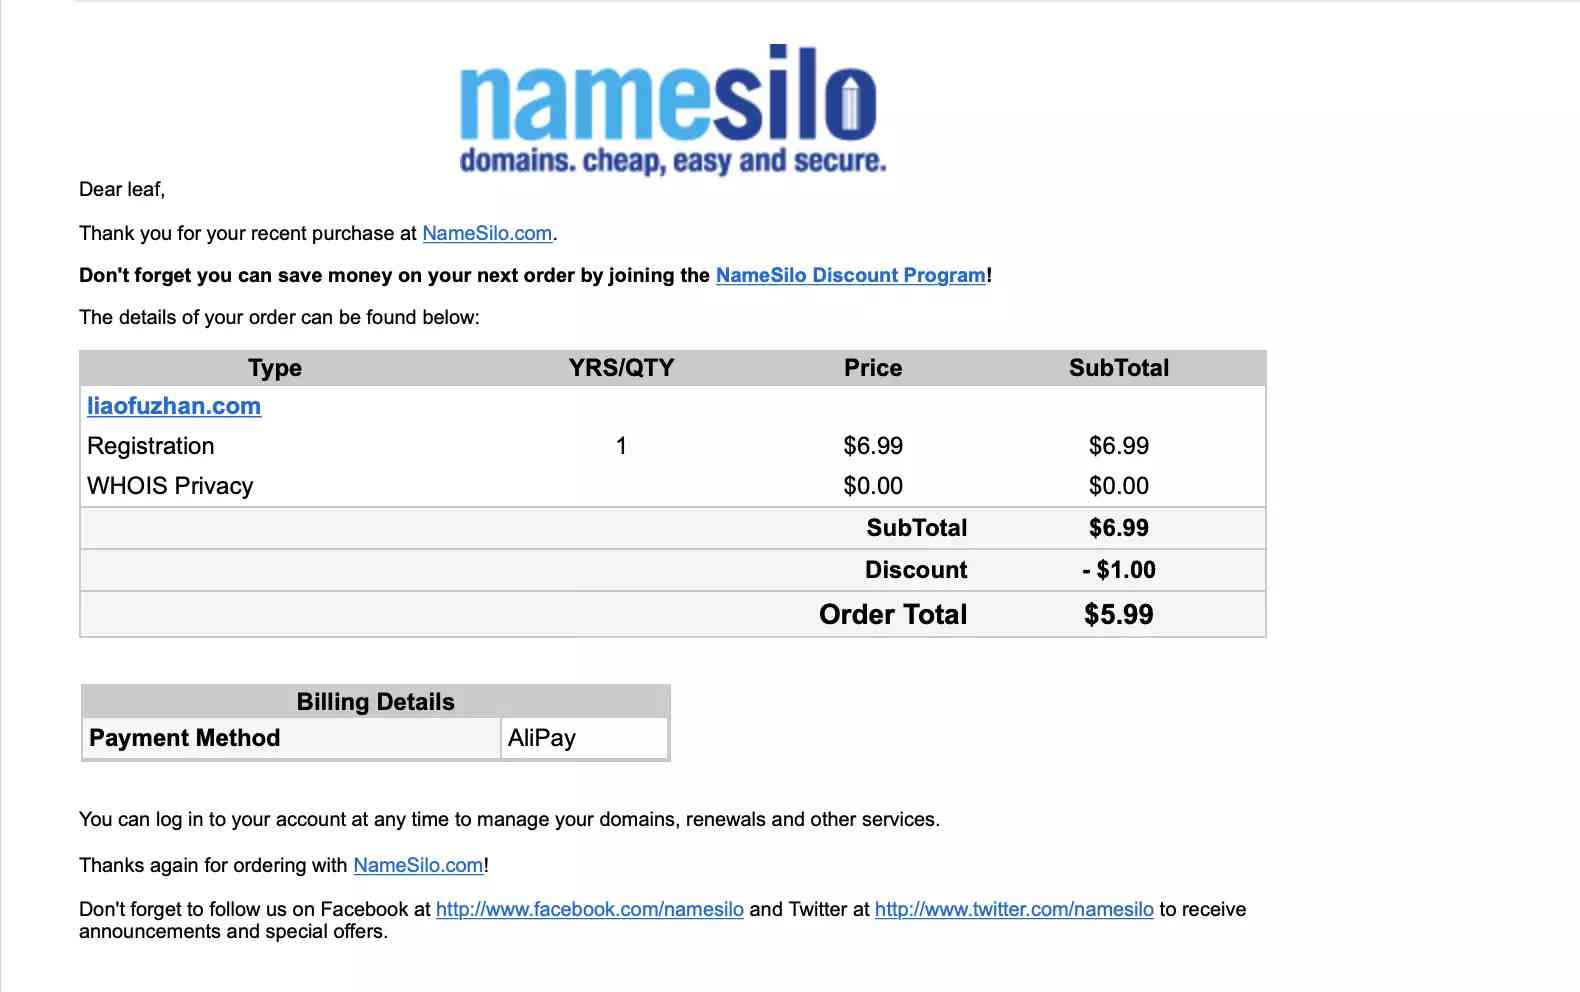 namesilo
domains. cheap, easy and secure.
Dear leaf,
Thank you for your recent purchase at NameSilo.com.
Don't forget you can save money on your next order by joining the NameSilo Discount Program!
The details of your order can be found below:
Type YRS/QTY Price SubTotal
liaofuzhan.com
Registration 1 $6.99 $6.99
WHOIS Privacy $0.00 $0.00
SubTotal $6.99
Discount - $1.00
Order Total $5.99
Billing Details
Payment Method AliPay
You can log in to your account at any time to manage your domains, renewals and other services.
Thanks again for ordering with NameSilo.com!
Don't forget to follow us on Facebook at http://www.facebook.com/namesilo and Twitter at http://www.twitter.com/namesilo to receive
announcements and special offers.